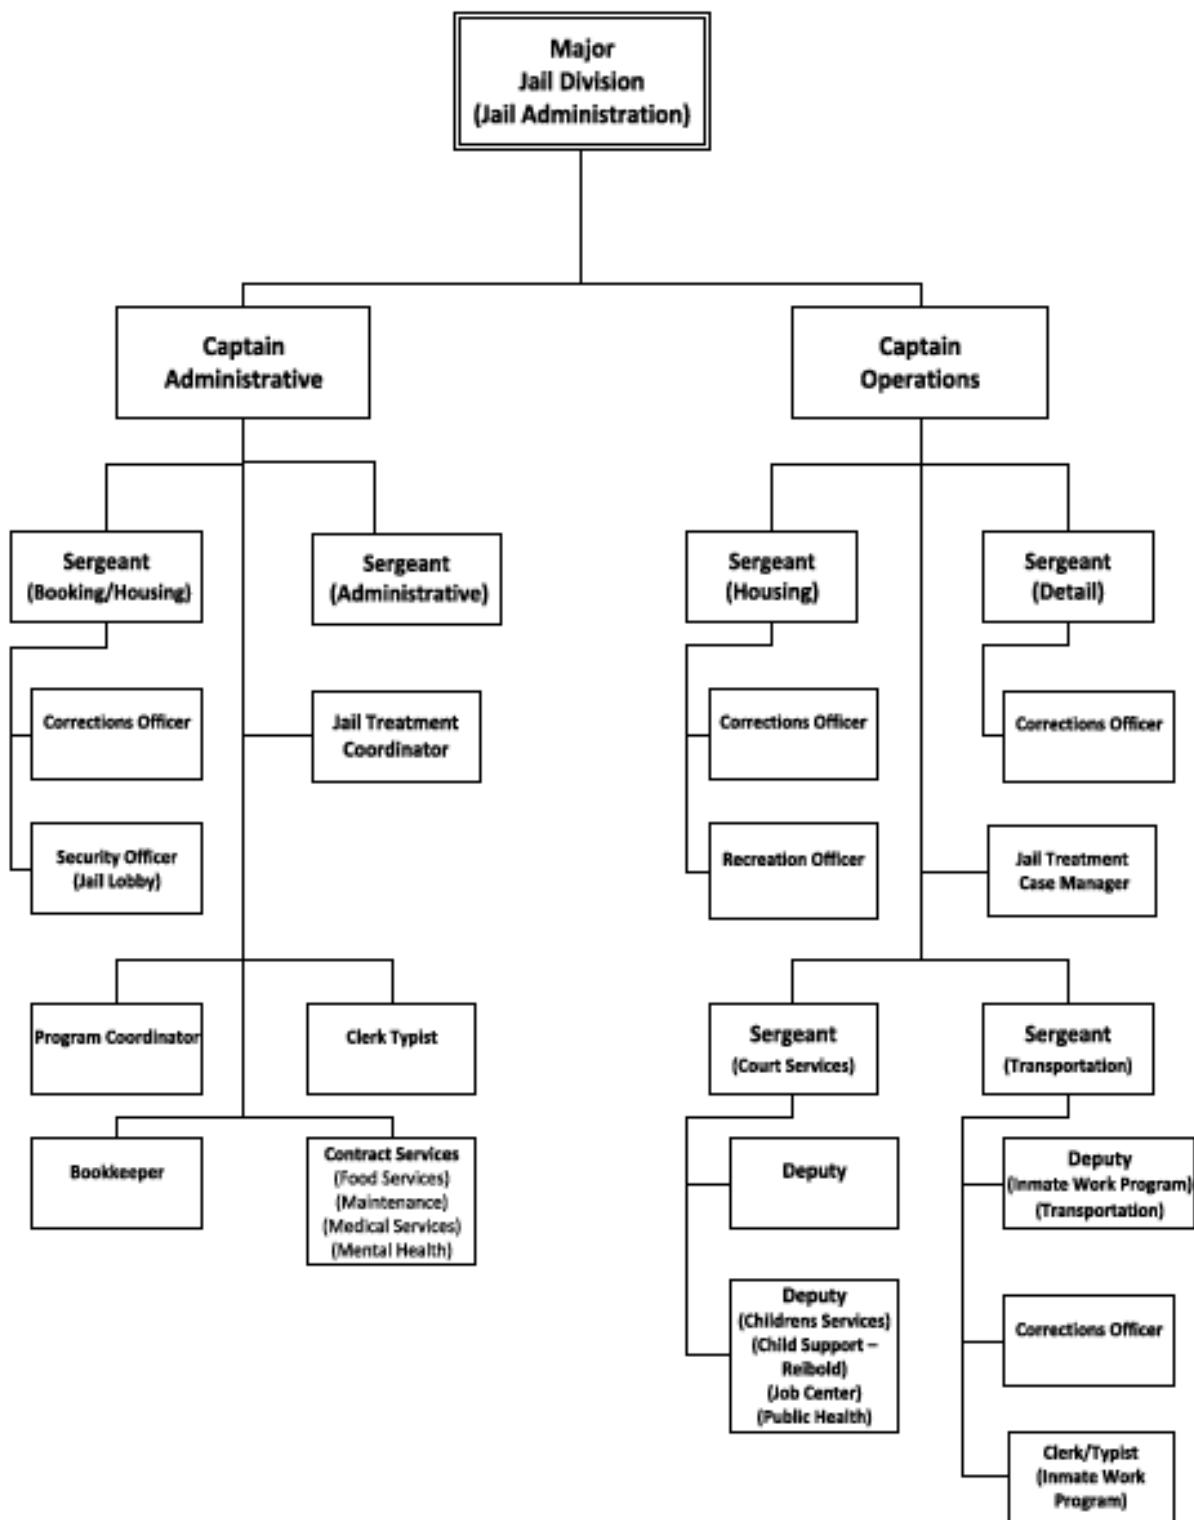 Major
Jail Division
(Jail Administration)
Captain
Administrative
Captain
Operations
Sergeant
(Booking/Housing)
Sergeant
(Administrative)
Sergeant
(Housing)
Sergeant
(Detail)
Corrections Officer
Jail Treatment
Coordinator
Corrections Officer
Corrections Officer
Security Officer
(Jail Lobby)
Recreation Officer
Jail Treatment
Case Manager
Program Coordinator
Clerk Typist
Sergeant
(Court Services)
Sergeant
(Transportation)
Bookkeeper
Contract Services
(Food Services)
(Maintenance)
(Medical Services)
(Mental Health)
Deputy
Deputy
(Inmate Work Program)
(Transportation)
Deputy
(Childrens Services)
(Child Support –
Reibold)
(Job Center)
(Public Health)
Corrections Officer
Clerk/Typist
(Inmate Work
Program)